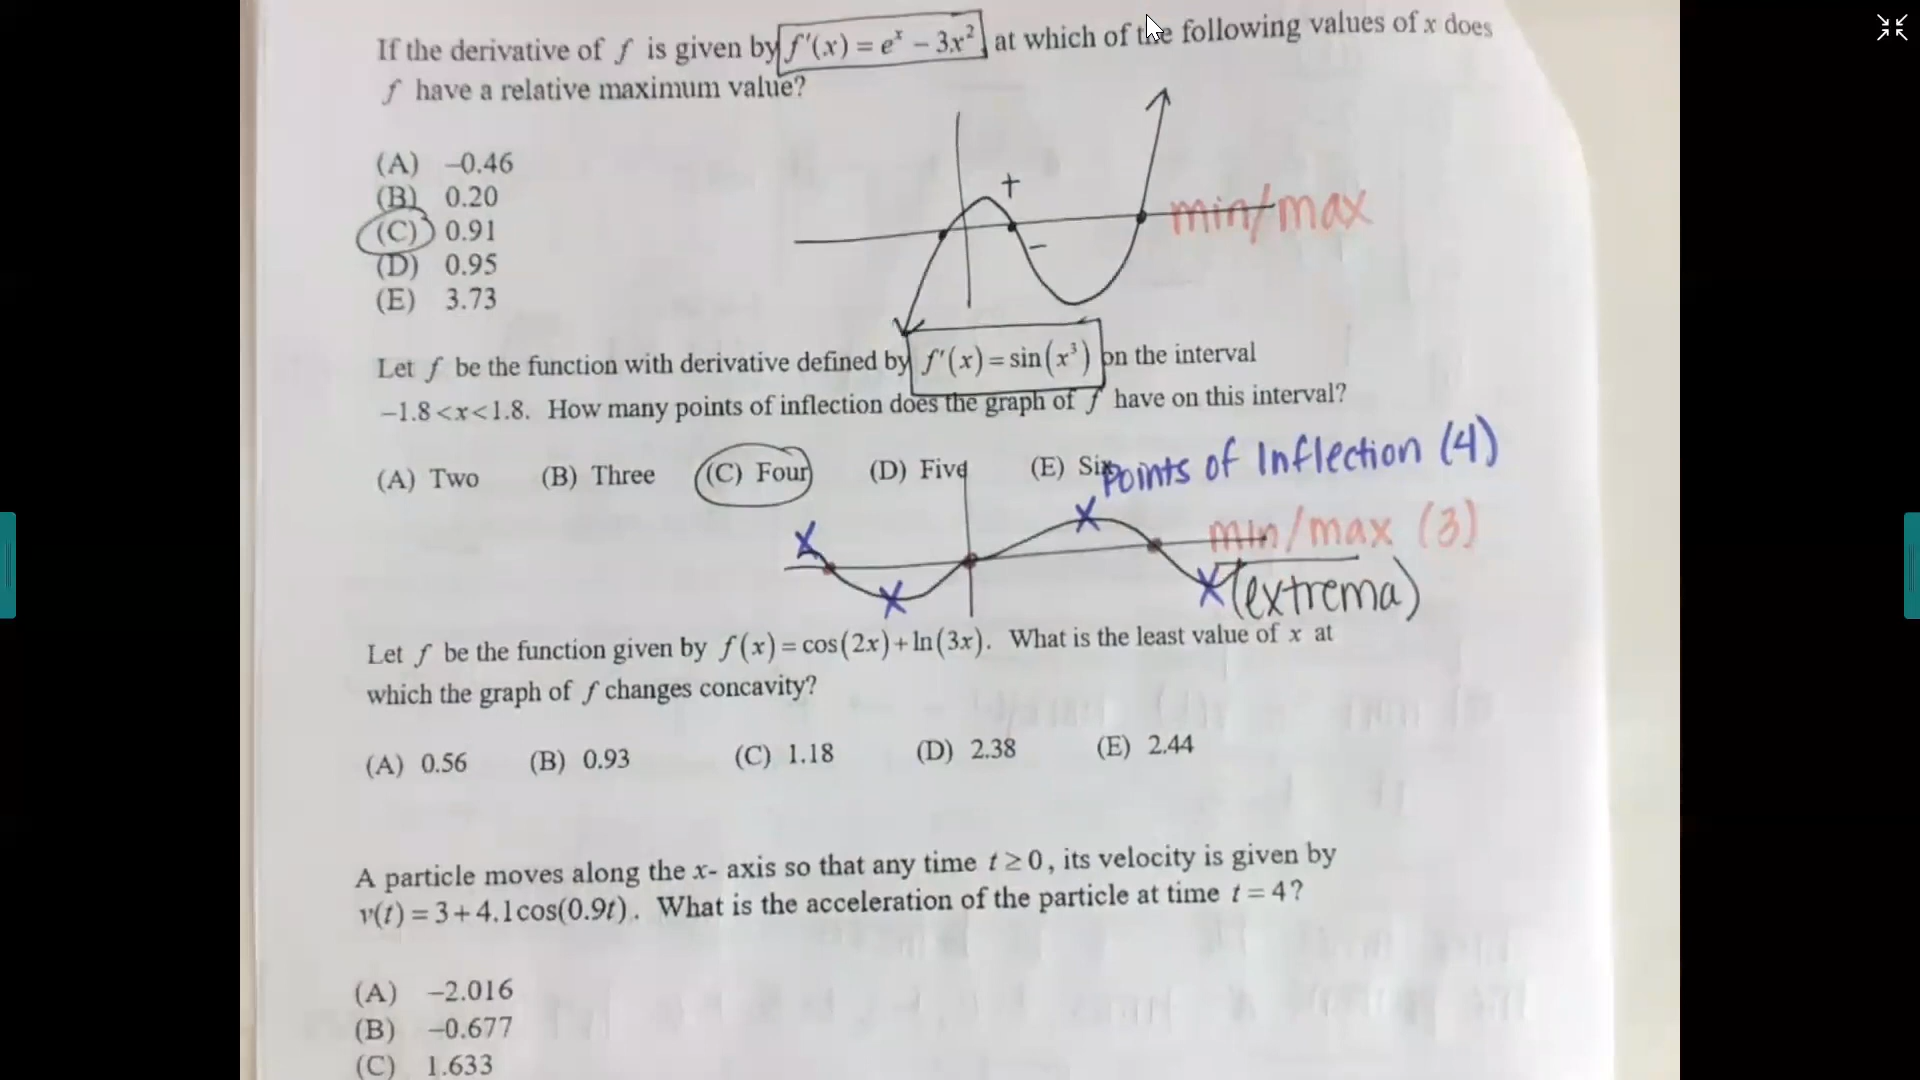 If the derivative of f is given by f'(x) = e^x − 3x^2, at which of the following values of x does
f have a relative maximum value?
(A) −0.46
(B) 0.20
(C) 0.91
(D) 0.95
(E) 3.73
+
−
min/max
Let f be the function with derivative defined by f'(x) = sin(x^3) on the interval
−1.8 < x < 1.8. How many points of inflection does the graph of f have on this interval?
(A) Two (B) Three (C) Four (D) Five (E) Six
Points of Inflection (4)
min/max (3)
(extrema)
Let f be the function given by f(x) = cos(2x) + ln(3x). What is the least value of x at
which the graph of f changes concavity?
(A) 0.56 (B) 0.93 (C) 1.18 (D) 2.38 (E) 2.44
A particle moves along the x- axis so that any time t ≥ 0, its velocity is given by
v(t) = 3 + 4.1cos(0.9t). What is the acceleration of the particle at time t = 4?
(A) −2.016
(B) −0.677
(C) 1.633